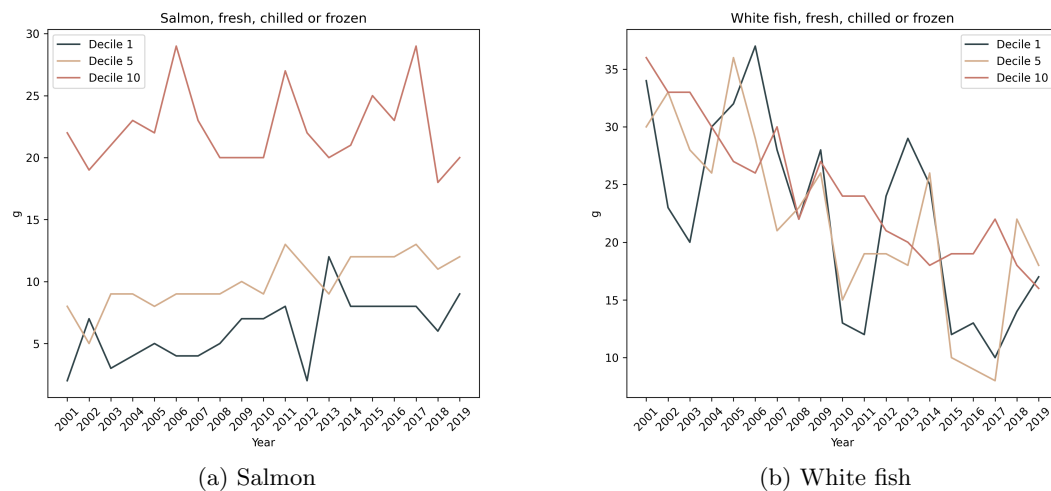 Salmon, fresh, chilled or frozen
30
25
20
15
10
5
g
Decile 1
Decile 5
Decile 10
2001 2002 2003 2004 2005 2006 2007 2008 2009 2010 2011 2012 2013 2014 2015 2016 2017 2018 2019
Year
(a) Salmon
White fish, fresh, chilled or frozen
35
30
25
20
15
10
g
Decile 1
Decile 5
Decile 10
2001 2002 2003 2004 2005 2006 2007 2008 2009 2010 2011 2012 2013 2014 2015 2016 2017 2018 2019
Year
(b) White fish